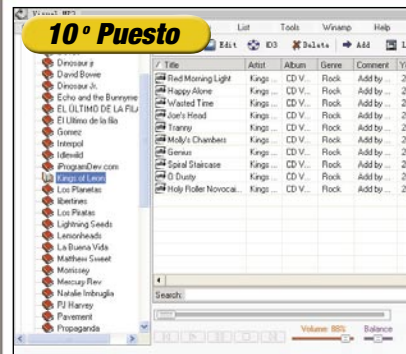 Visual MP3
10º Puesto
List Tools Winamp Help
Edit ID3 Delete Add
Dinosaur jr
David Bowe
Dinosaur Jr.
Echo and the Bunnyme
EL ÚLTIMO DE LA FILA
El Último de la fila
Gomez
Interpol
Idlewild
iProgramDev.com
Kings of Leon
Los Planetas
libertines
Los Piratas
Lightning Seeds
Lemonheads
La Buena Vida
Matthew Sweet
Morrisey
Mercury Rev
Natalie Imbruglia
PJ Harvey
Pavement
Propaganda
/ Title Artist Album Genre Comment
Red Morning Light Kings ... CD V... Rock Add by ...
Happy Alone Kings ... CD V... Rock Add by ...
Wasted Time Kings ... CD V... Rock Add by ...
Joe's Head Kings ... CD V... Rock Add by ...
Tranny Kings ... CD V... Rock Add by ...
Molly's Chambers Kings ... CD V... Rock Add by ...
Genius Kings ... CD V... Rock Add by ...
Spiral Staircase Kings ... CD V... Rock Add by ...
D Dusty Kings ... CD V... Rock Add by ...
Holy Roller Novocai... Kings ... CD V... Rock Add by ...
Search:
Volume: 88% Balance